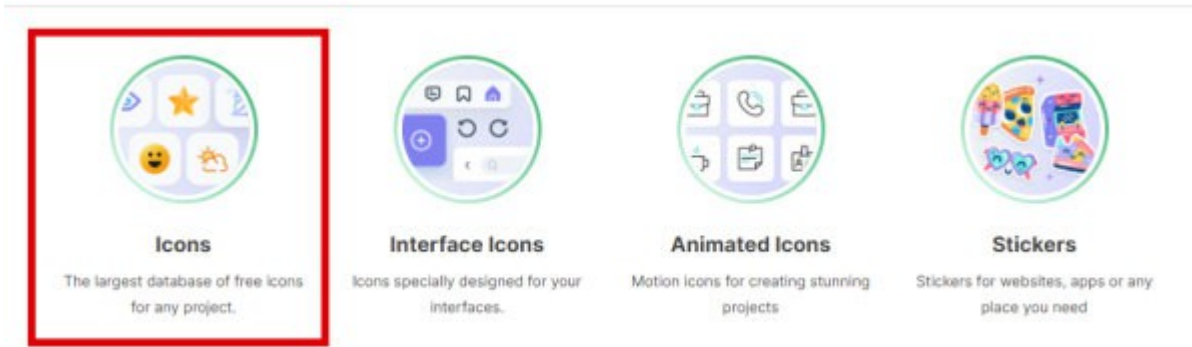 Icons
The largest database of free icons
for any project.
Interface Icons
Icons specially designed for your
interfaces.
Animated Icons
Motion icons for creating stunning
projects
Stickers
Stickers for websites, apps or any
place you need